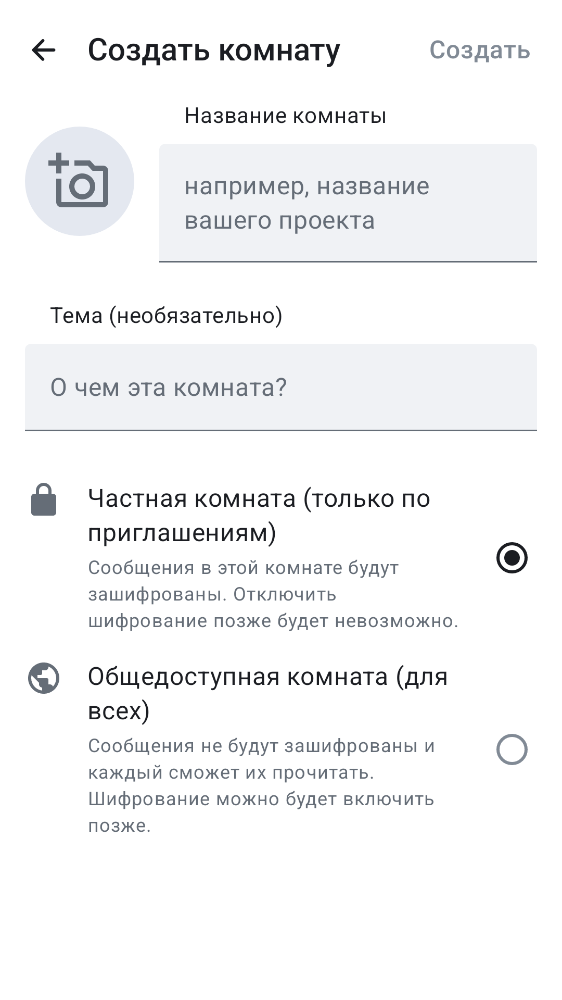 Создать комнату
Создать
Название комнаты
например, название
вашего проекта
Тема (необязательно)
О чем эта комната?
Частная комната (только по
приглашениям)
Сообщения в этой комнате будут
зашифрованы. Отключить
шифрование позже будет невозможно.
Общедоступная комната (для
всех)
Сообщения не будут зашифрованы и
каждый сможет их прочитать.
Шифрование можно будет включить
позже.